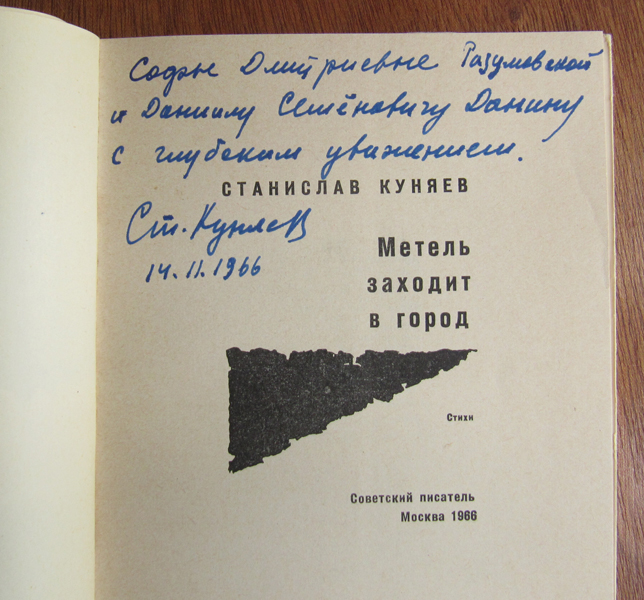 Софье Дмитриевне Разумовской
и Даниилу Семёновичу Данину
с глубоким уважением.
СТАНИСЛАВ КУНЯЕВ
Ст. Куняев
14.II.1966
Метель
заходит
в город
Стихи
Советский писатель
Москва 1966